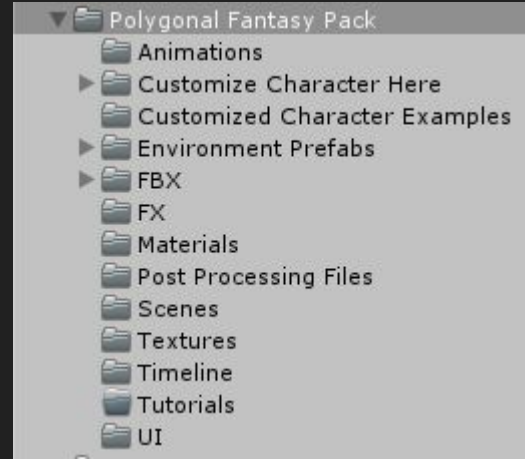 Polygonal Fantasy Pack
Animations
Customize Character Here
Customized Character Examples
Environment Prefabs
FBX
FX
Materials
Post Processing Files
Scenes
Textures
Timeline
Tutorials
UI